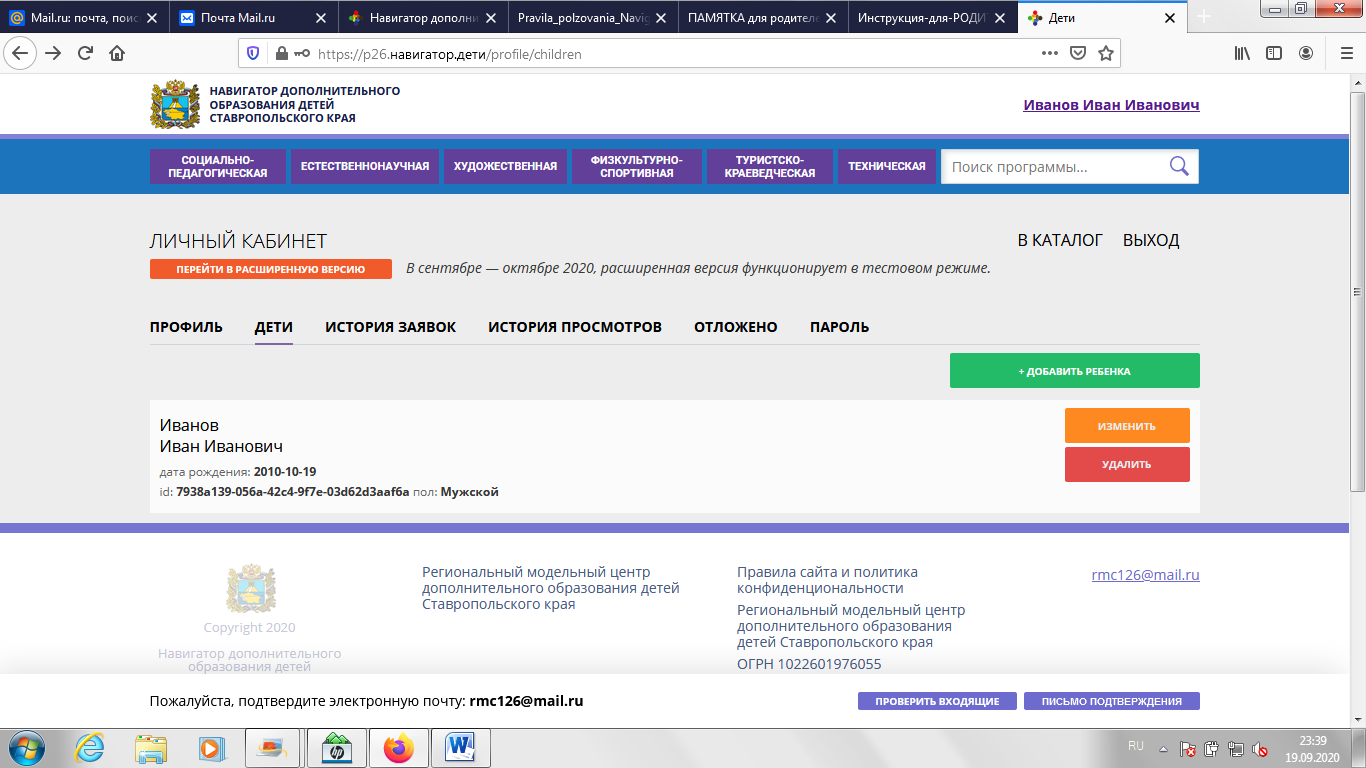 Mail.ru: почта, поис
Почта Mail.ru
Навигатор дополни
Pravila_polzovania_Navig
ПАМЯТКА для родителе
Инструкция-для-РОДИ
Дети
https://р26.навигатор.дети/profile/children
НАВИГАТОР ДОПОЛНИТЕЛЬНОГО
ОБРАЗОВАНИЯ ДЕТЕЙ
СТАВРОПОЛЬСКОГО КРАЯ
Иванов Иван Иванович
СОЦИАЛЬНО-
ПЕДАГОГИЧЕСКАЯ
ЕСТЕСТВЕННОНАУЧНАЯ
ХУДОЖЕСТВЕННАЯ
ФИЗКУЛЬТУРНО-
СПОРТИВНАЯ
ТУРИСТСКО-
КРАЕВЕДЧЕСКАЯ
ТЕХНИЧЕСКАЯ
Поиск программы...
ЛИЧНЫЙ КАБИНЕТ
В КАТАЛОГ ВЫХОД
ПЕРЕЙТИ В РАСШИРЕННУЮ ВЕРСИЮ
В сентябре — октябре 2020, расширенная версия функционирует в тестовом режиме.
ПРОФИЛЬ ДЕТИ ИСТОРИЯ ЗАЯВОК ИСТОРИЯ ПРОСМОТРОВ ОТЛОЖЕНО ПАРОЛЬ
+ ДОБАВИТЬ РЕБЕНКА
Иванов
Иван Иванович
дата рождения: 2010-10-19
id: 7938a139-056a-42c4-9f7e-03d62d3aaf6a пол: Мужской
ИЗМЕНИТЬ
УДАЛИТЬ
Copyright 2020
Навигатор дополнительного
образования детей
Региональный модельный центр
дополнительного образования детей
Ставропольского края
Правила сайта и политика
конфиденциальности
Региональный модельный центр
дополнительного образования
детей Ставропольского края
ОГРН 1022601976055
rmc126@mail.ru
Пожалуйста, подтвердите электронную почту: rmc126@mail.ru
ПРОВЕРИТЬ ВХОДЯЩИЕ
ПИСЬМО ПОДТВЕРЖДЕНИЯ
RU
23:39
19.09.2020